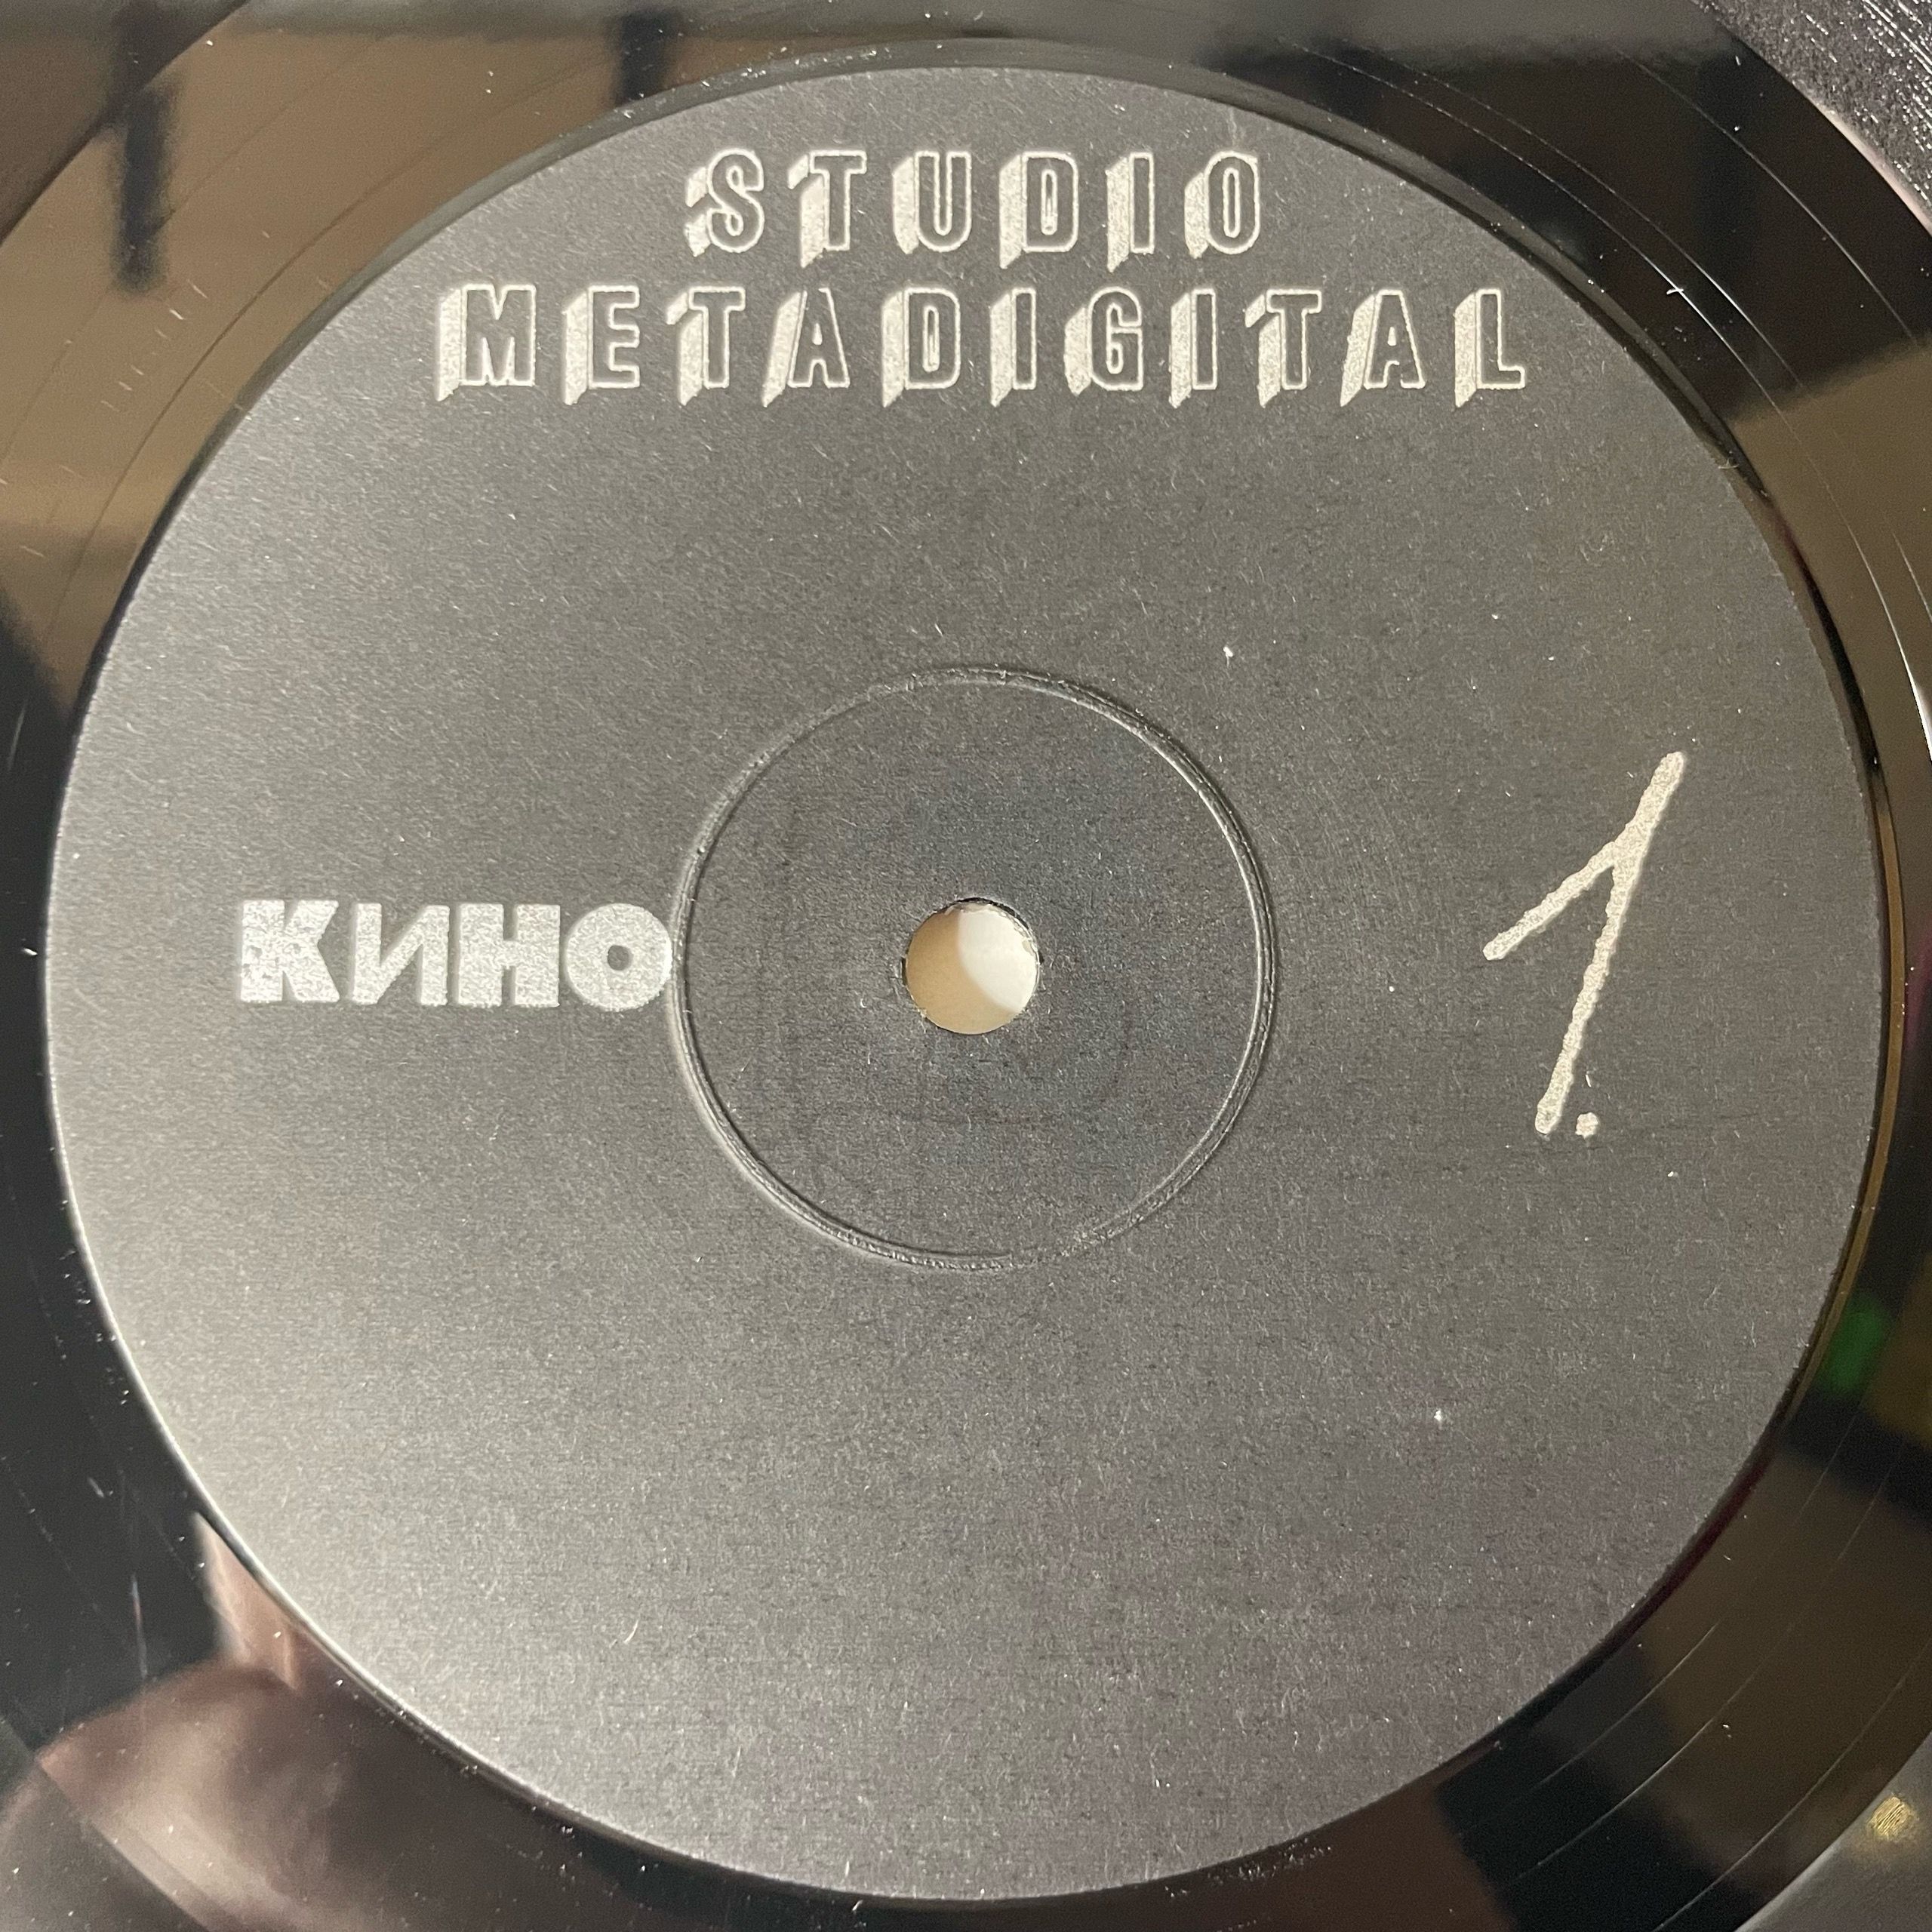 STUDIO
METADIGITAL
КИНО
1.